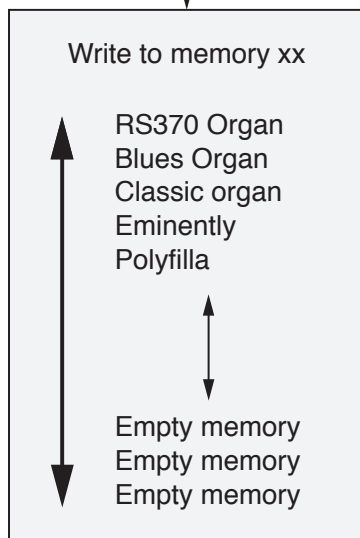 Write to memory xx
RS370 Organ
Blues Organ
Classic organ
Eminently
Polyfilla
Empty memory
Empty memory
Empty memory